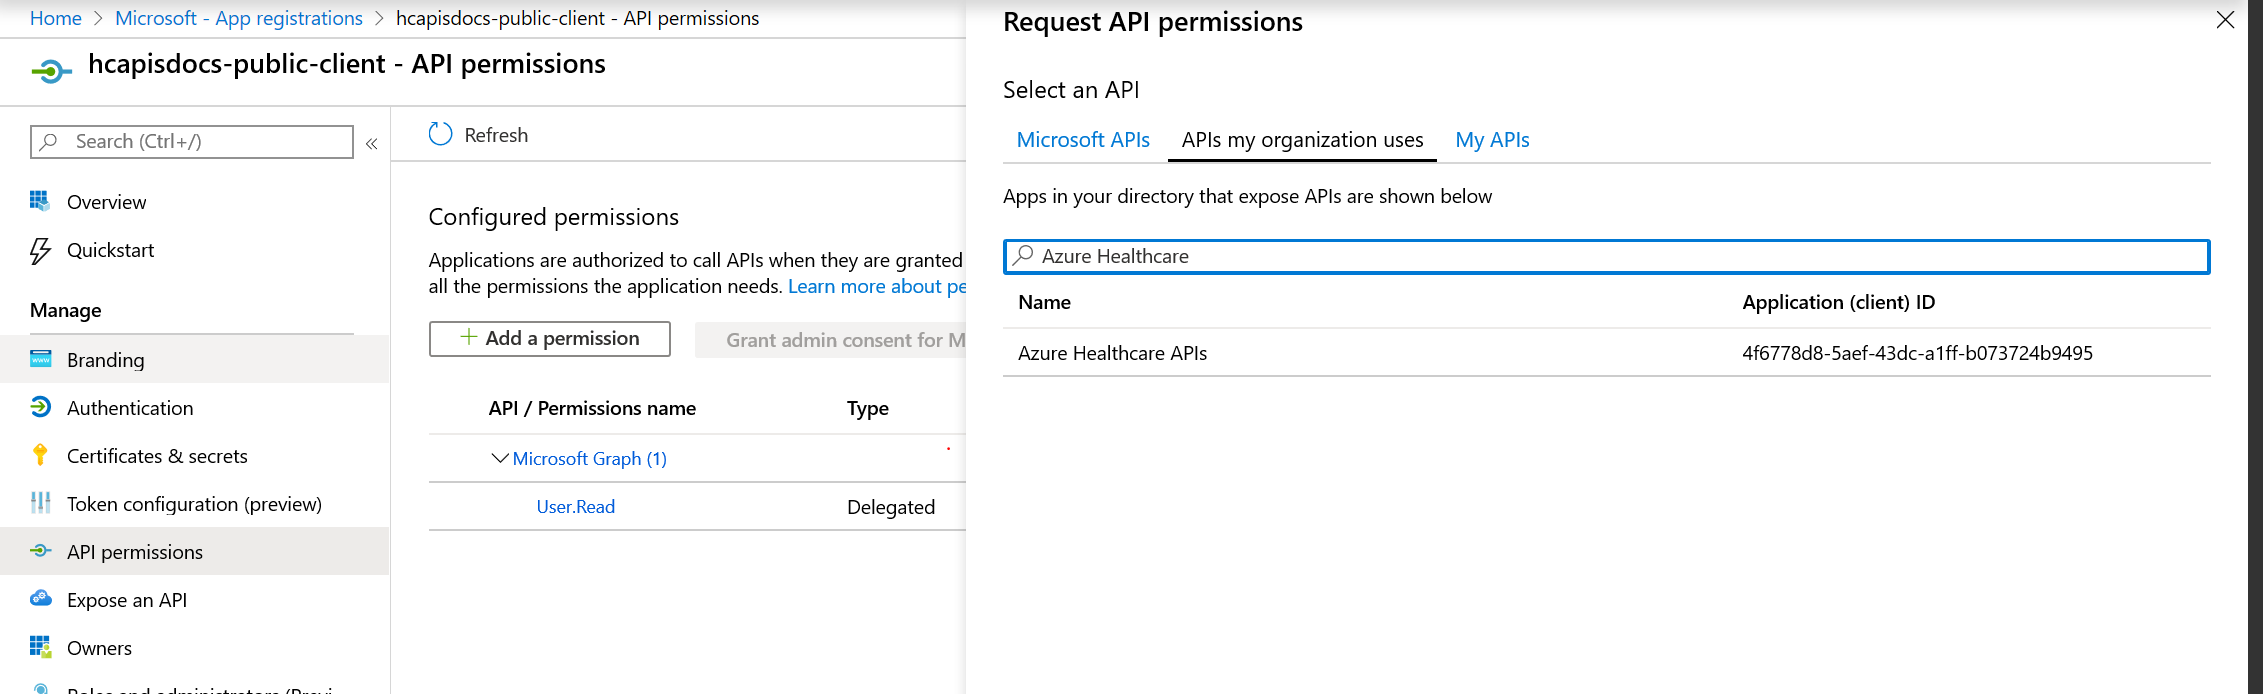 Home > Microsoft - App registrations > hcapisdocs-public-client - API permissions
hcapisdocs-public-client - API permissions
Search (Ctrl+/)
«
Overview
Quickstart
Manage
Branding
Authentication
Certificates & secrets
Token configuration (preview)
API permissions
Expose an API
Owners
Refresh
Configured permissions
Applications are authorized to call APIs when they are granted
all the permissions the application needs. Learn more about pe
+ Add a permission
Grant admin consent for M
API / Permissions name Type
Microsoft Graph (1)
User.Read Delegated
Request API permissions
Select an API
Microsoft APIs APIs my organization uses My APIs
Apps in your directory that expose APIs are shown below
Azure Healthcare
Name Application (client) ID
Azure Healthcare APIs 4f6778d8-5aef-43dc-a1ff-b073724b9495